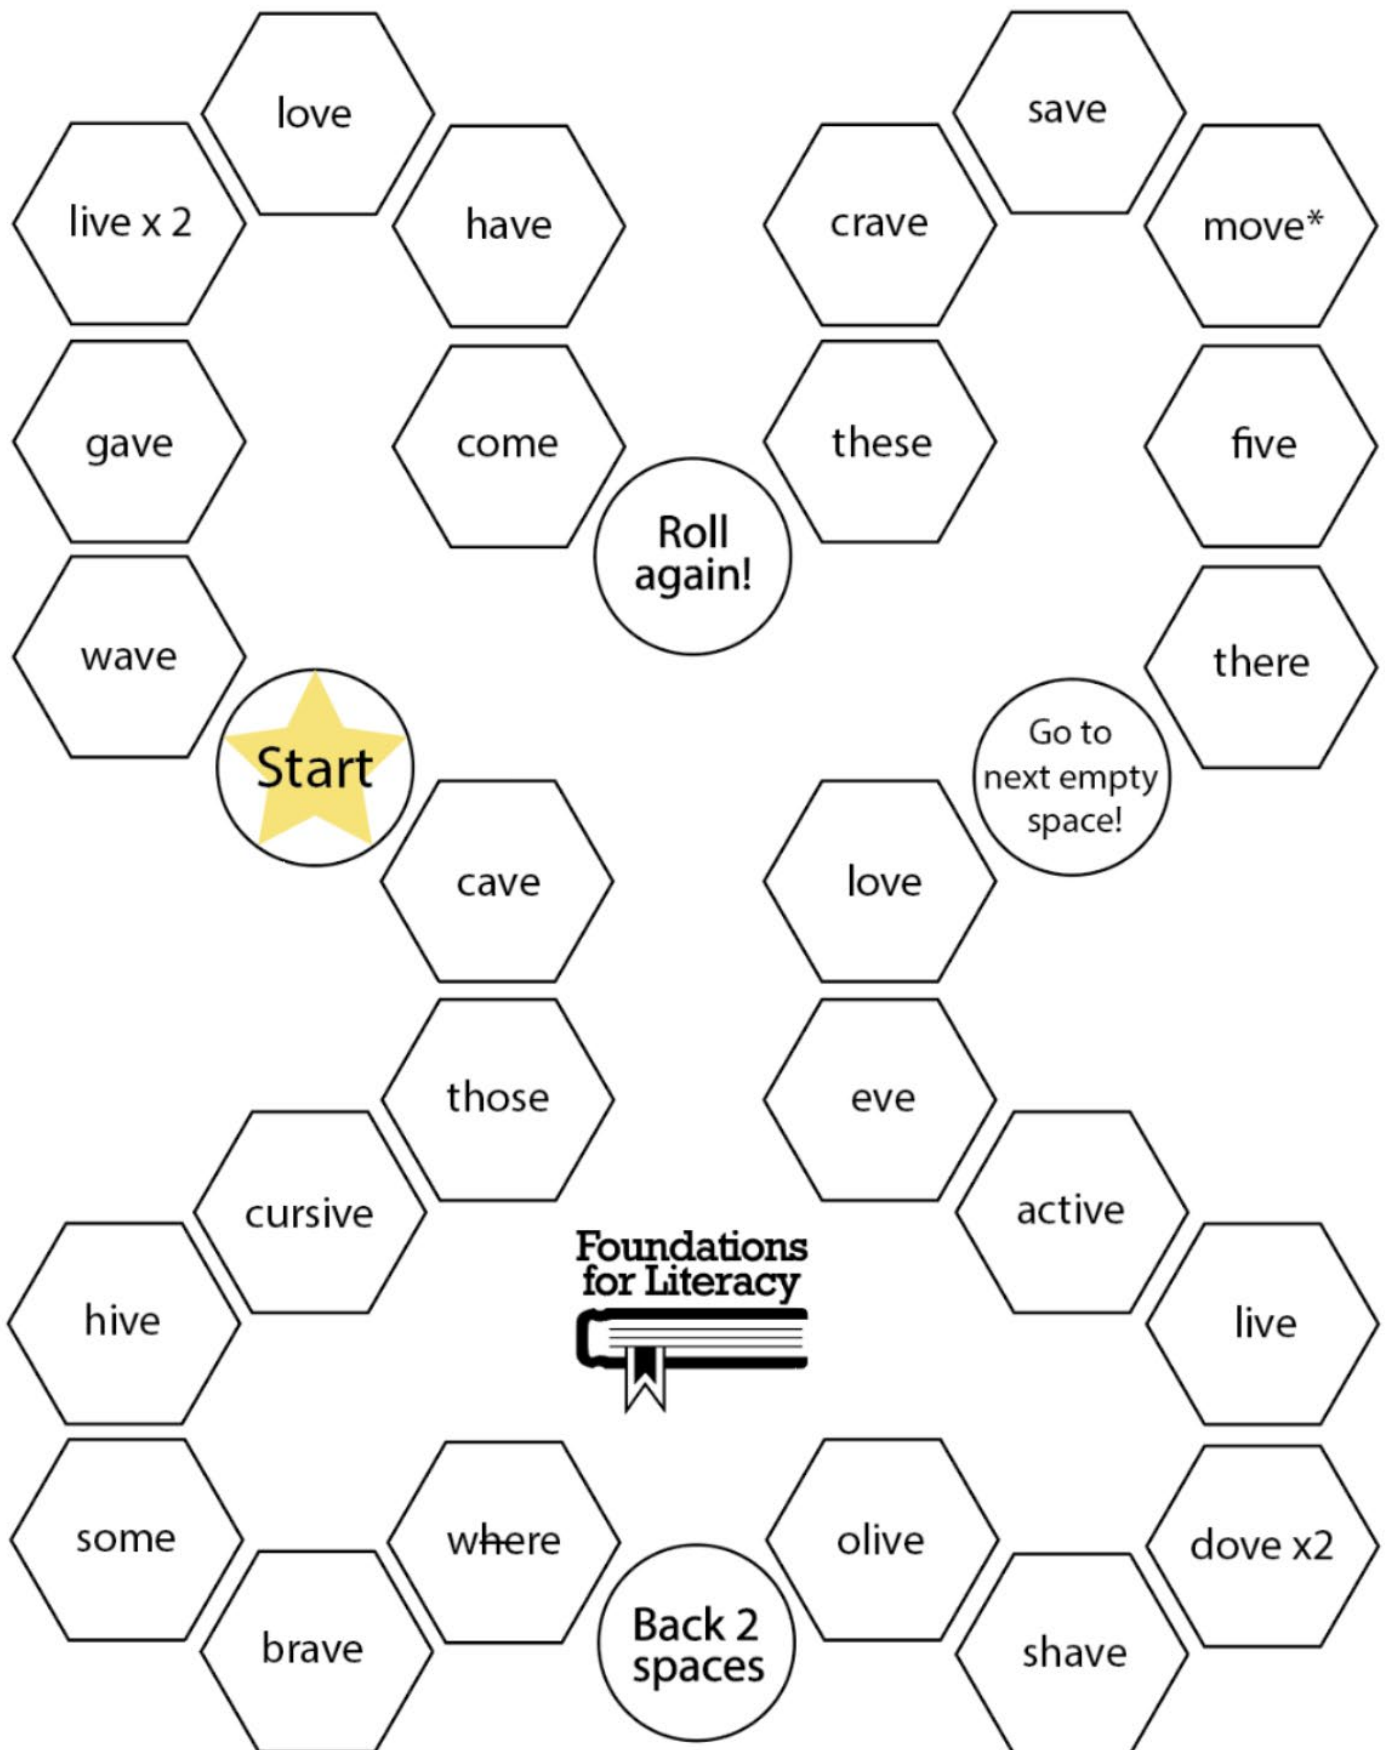 love
save
live x 2
have
crave
move*
gave
come
these
five
Roll
again!
wave
there
Start
Go to
next empty
space!
cave
love
those
eve
cursive
active
Foundations
for Literacy
hive
live
some
where
olive
dove x2
brave
Back 2
spaces
shave